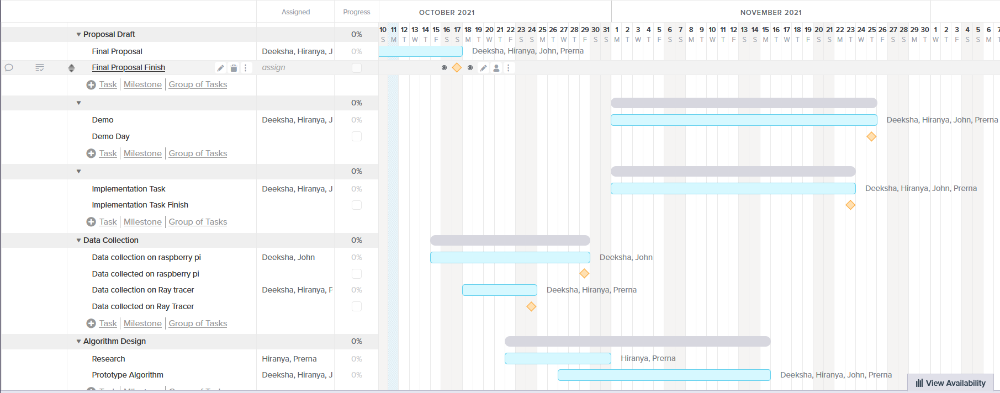 Assigned Progress OCTOBER 2021 NOVEMBER 2021
10 11 12 13 14 15 16 17 18 19 20 21 22 23 24 25 26 27 28 29 30 31 1 2 3 4 5 6 7 8 9 10 11 12 13 14 15 16 17 18 19 20 21 22 23 24 25 26 27 28 29 30 1 2 3 4 5 6 7
S M T W T F S S M T W T F S S M T W T F S S M T W T F S S M T W T F S S M T W T F S S M T W T F S S M T W T F S S M T
Proposal Draft 0%
Final Proposal Deeksha, Hiranya, J 0% Deeksha, Hiranya, John, Prerna
Final Proposal Finish assign
Task Milestone Group of Tasks
0%
Demo Deeksha, Hiranya, J 0% Deeksha, Hiranya, John, Prerna
Demo Day
Task Milestone Group of Tasks
0%
Implementation Task Deeksha, Hiranya, J 0% Deeksha, Hiranya, John, Prerna
Implementation Task Finish
Task Milestone Group of Tasks
Data Collection 0%
Data collection on raspberry pi Deeksha, John 0% Deeksha, John
Data collected on raspberry pi
Data collection on Ray tracer Deeksha, Hiranya, P 0% Deeksha, Hiranya, Prerna
Data collected on Ray Tracer
Task Milestone Group of Tasks
Algorithm Design 0%
Research Hiranya, Prerna 0% Hiranya, Prerna
Prototype Algorithm Deeksha, Hiranya, J 0% Deeksha, Hiranya, John, Prerna
View Availability
Task Milestone Group of Tasks